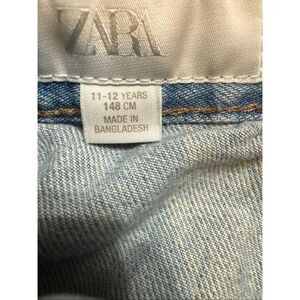 ZARA
11-12 YEARS
148 CM
MADE IN
BANGLADESH